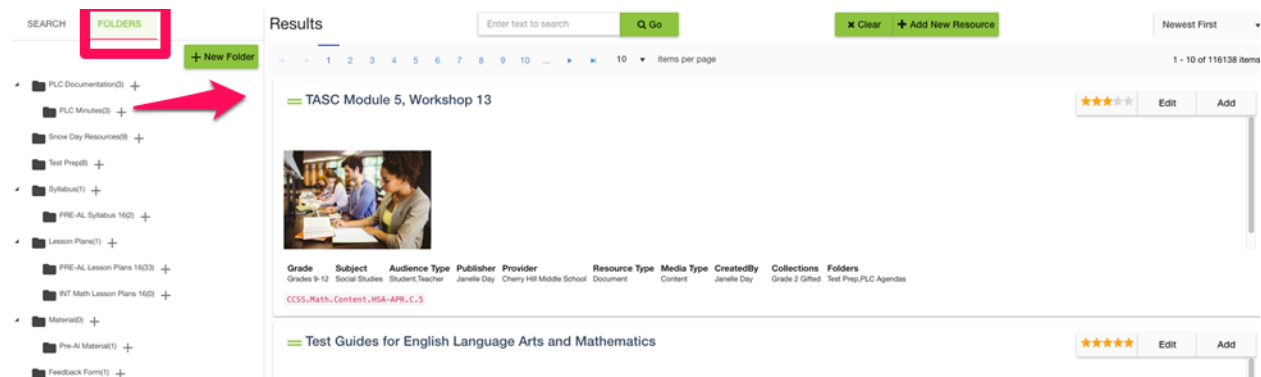 SEARCH FOLDERS
+ New Folder
PLC Documentation(3) +
PLC Minutes(3) +
Snow Day Resources(9) +
Test Prep(8) +
Syllabus(1) +
PRE-AL Syllabus 16(2) +
Lesson Plans(1) +
PRE-AL Lesson Plans 16(33) +
INT Math Lesson Plans 16(0) +
Material(0) +
Pre-Al Material(1) +
Feedback Form(1) +
Results Enter text to search Go Clear + Add New Resource Newest First
1 2 3 4 5 6 7 8 9 10 ... 10 items per page 1 - 10 of 116138 items
TASC Module 5, Workshop 13 Edit Add
Grade Subject Audience Type Publisher Provider Resource Type Media Type CreatedBy Collections Folders
Grades 9-12 Social Studies Student,Teacher Janelle Day Cherry Hill Middle School Document Content Janelle Day Grade 2 Gifted Test Prep,PLC Agendas
CCSS.Math.Content.HSA-APR.C.5
Test Guides for English Language Arts and Mathematics Edit Add